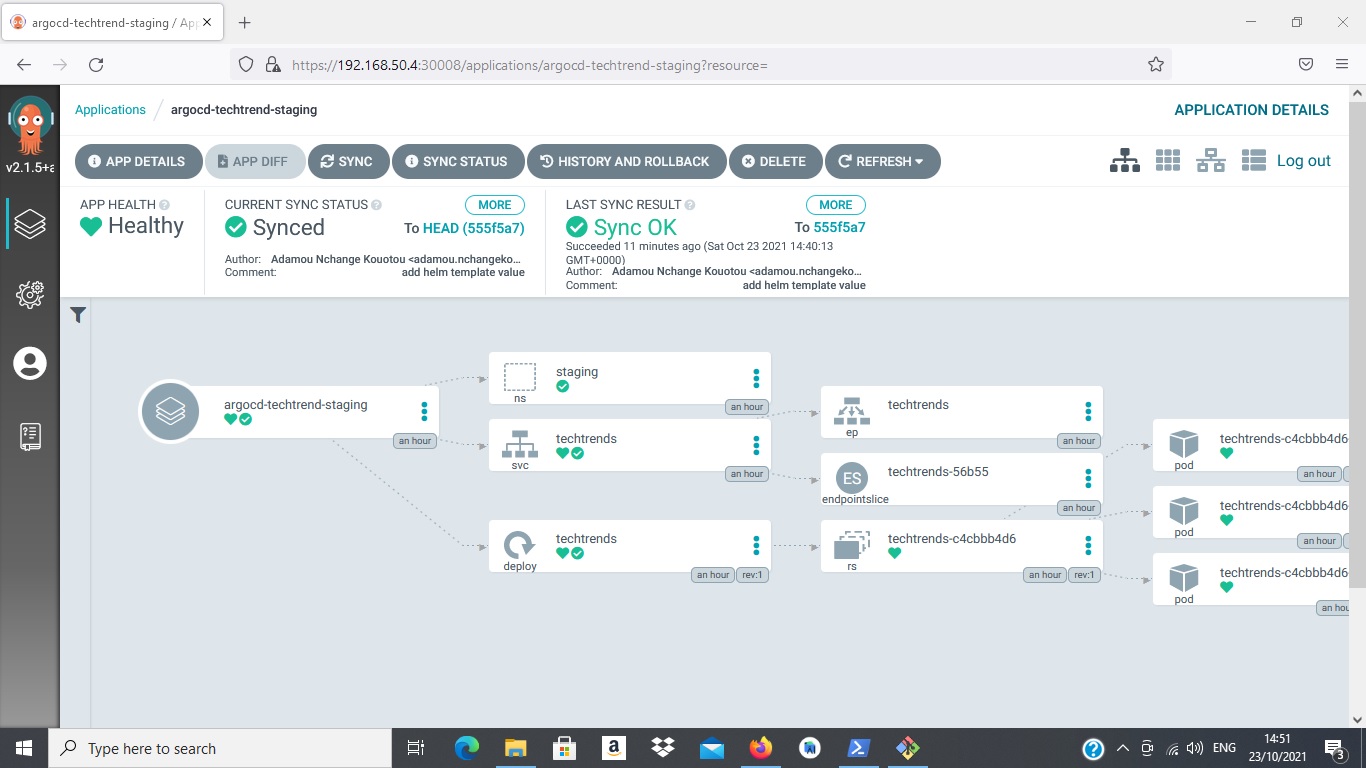 argocd-techtrend-staging / Ap
https://192.168.50.4:30008/applications/argocd-techtrend-staging?resource=
v2.1.5+a
Applications / argocd-techtrend-staging
APPLICATION DETAILS
APP DETAILS APP DIFF SYNC SYNC STATUS HISTORY AND ROLLBACK DELETE REFRESH
Log out
APP HEALTH
Healthy
CURRENT SYNC STATUS MORE
Synced To HEAD (555f5a7)
Author: Adamou Nchange Kouotou <adamou.nchangeko...
Comment: add helm template value
LAST SYNC RESULT MORE
Sync OK To 555f5a7
Succeeded 11 minutes ago (Sat Oct 23 2021 14:40:13
GMT+0000)
Author: Adamou Nchange Kouotou <adamou.nchangeko...
Comment: add helm template value
argocd-techtrend-staging
an hour
staging
ns
an hour
techtrends
svc
an hour
techtrends
deploy
an hour rev:1
techtrends
ep
an hour
ES
techtrends-56b55
endpointslice
an hour
techtrends-c4cbbb4d6
rs
an hour rev:1
techtrends-c4cbbb4d6
pod
an hour
techtrends-c4cbbb4d6
pod
an hour
techtrends-c4cbbb4d6
pod
an hou
Type here to search
a
ENG
14:51
23/10/2021
3